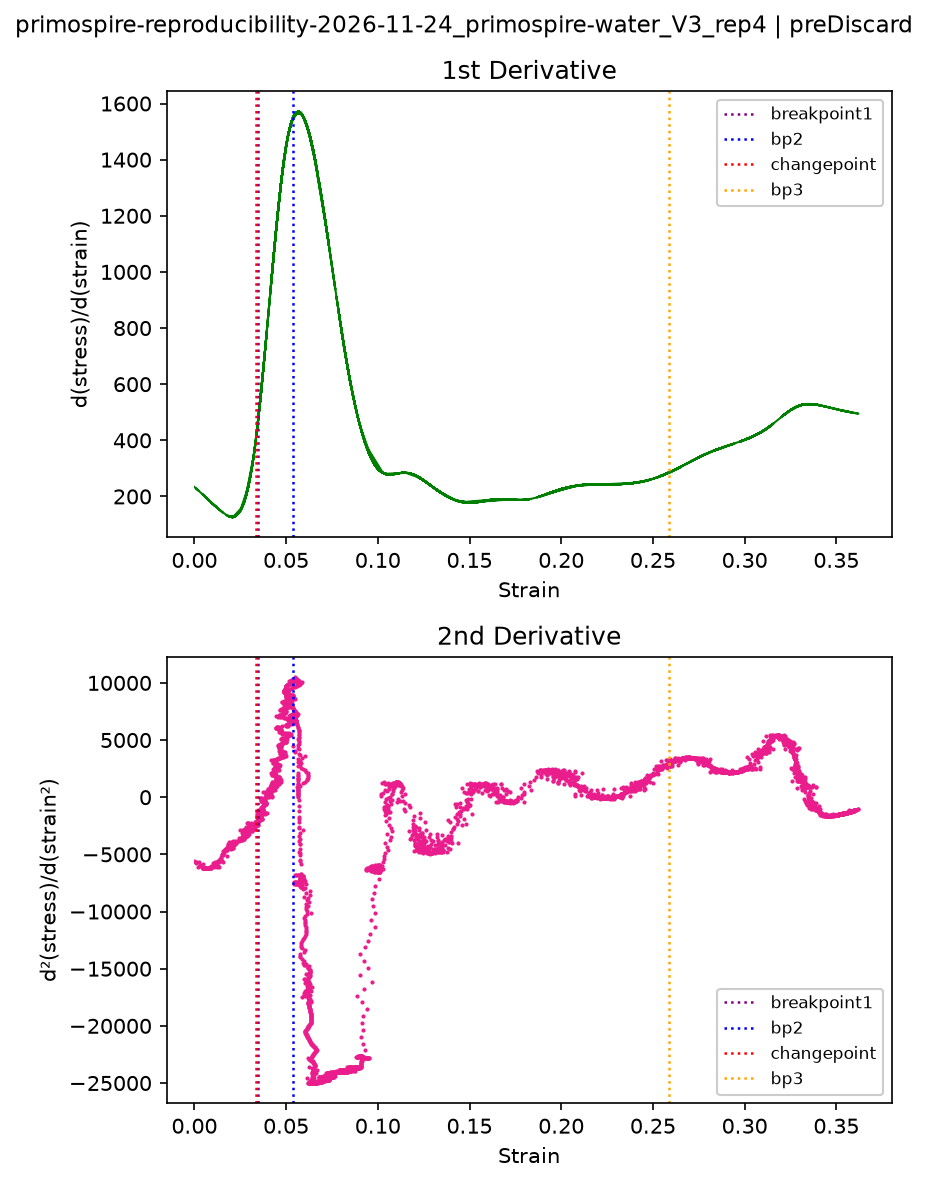 primospire-reproducibility-2026-11-24_primospire-water_V3_rep4 | preDiscard
1st Derivative
d(stress)/d(strain)
1600
1400
1200
1000
800
600
400
200
breakpoint1
bp2
changepoint
bp3
0.00 0.05 0.10 0.15 0.20 0.25 0.30 0.35
Strain
2nd Derivative
d²(stress)/d(strain²)
10000
5000
0
−5000
−10000
−15000
−20000
−25000
breakpoint1
bp2
changepoint
bp3
0.00 0.05 0.10 0.15 0.20 0.25 0.30 0.35
Strain